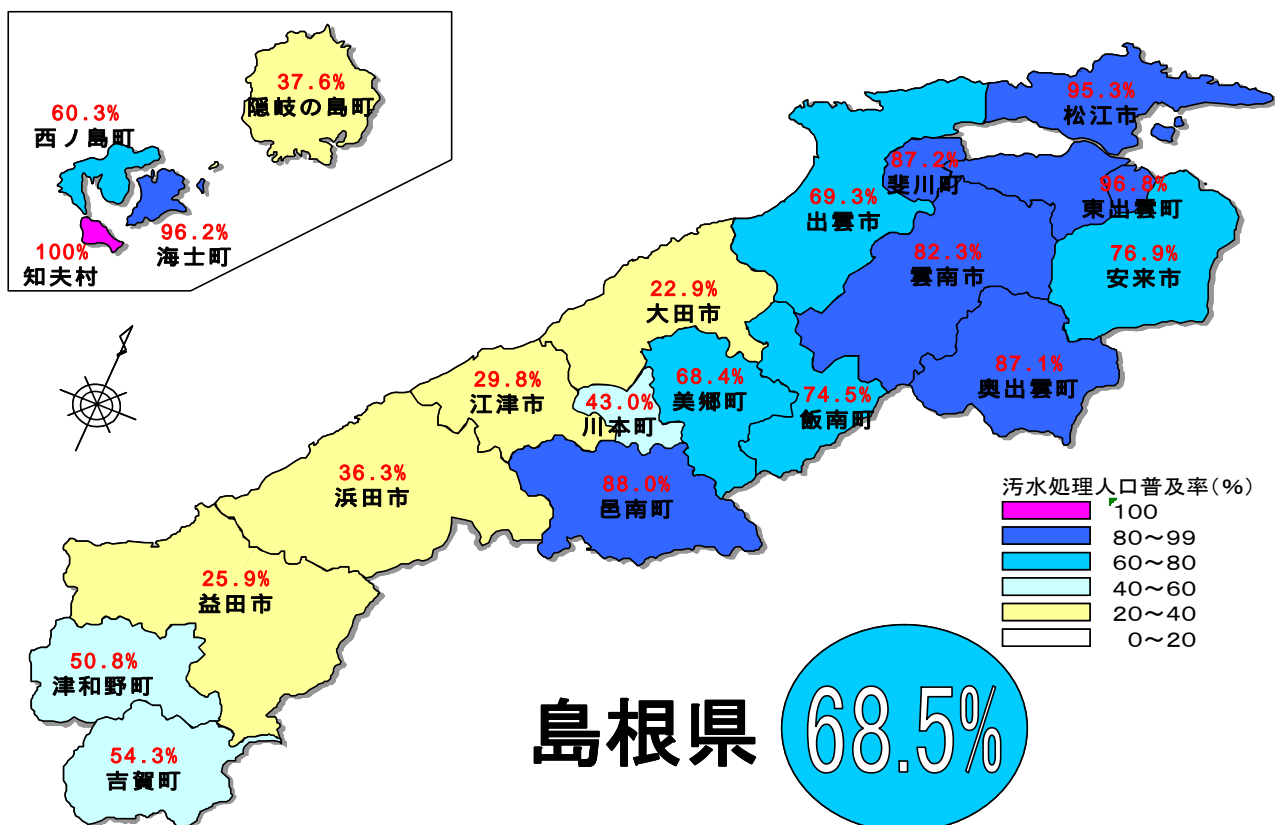 37.6%
隠岐の島町
60.3%
西ノ島町
96.2%
海士町
100%
知夫村
95.3%
松江市
87.2%
斐川町
96.8%
東出雲町
69.3%
出雲市
82.3%
雲南市
76.9%
安来市
22.9%
大田市
87.1%
奥出雲町
68.4%
美郷町
74.5%
飯南町
29.8%
江津市
43.0%
川本町
36.3%
浜田市
88.0%
邑南町
25.9%
益田市
50.8%
津和野町
54.3%
吉賀町
汚水処理人口普及率(%)
100
80～99
60～80
40～60
20～40
0～20
島根県 68.5%